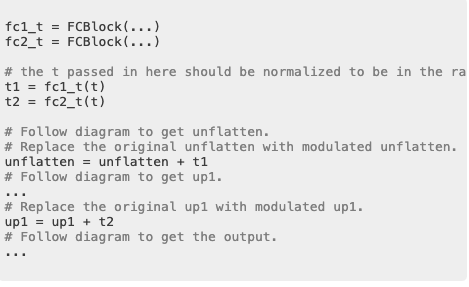 fc1_t = FCBlock(...)
fc2_t = FCBlock(...)
# the t passed in here should be normalized to be in the ra
t1 = fc1_t(t)
t2 = fc2_t(t)
# Follow diagram to get unflatten.
# Replace the original unflatten with modulated unflatten.
unflatten = unflatten + t1
# Follow diagram to get up1.
...
# Replace the original up1 with modulated up1.
up1 = up1 + t2
# Follow diagram to get the output.
...